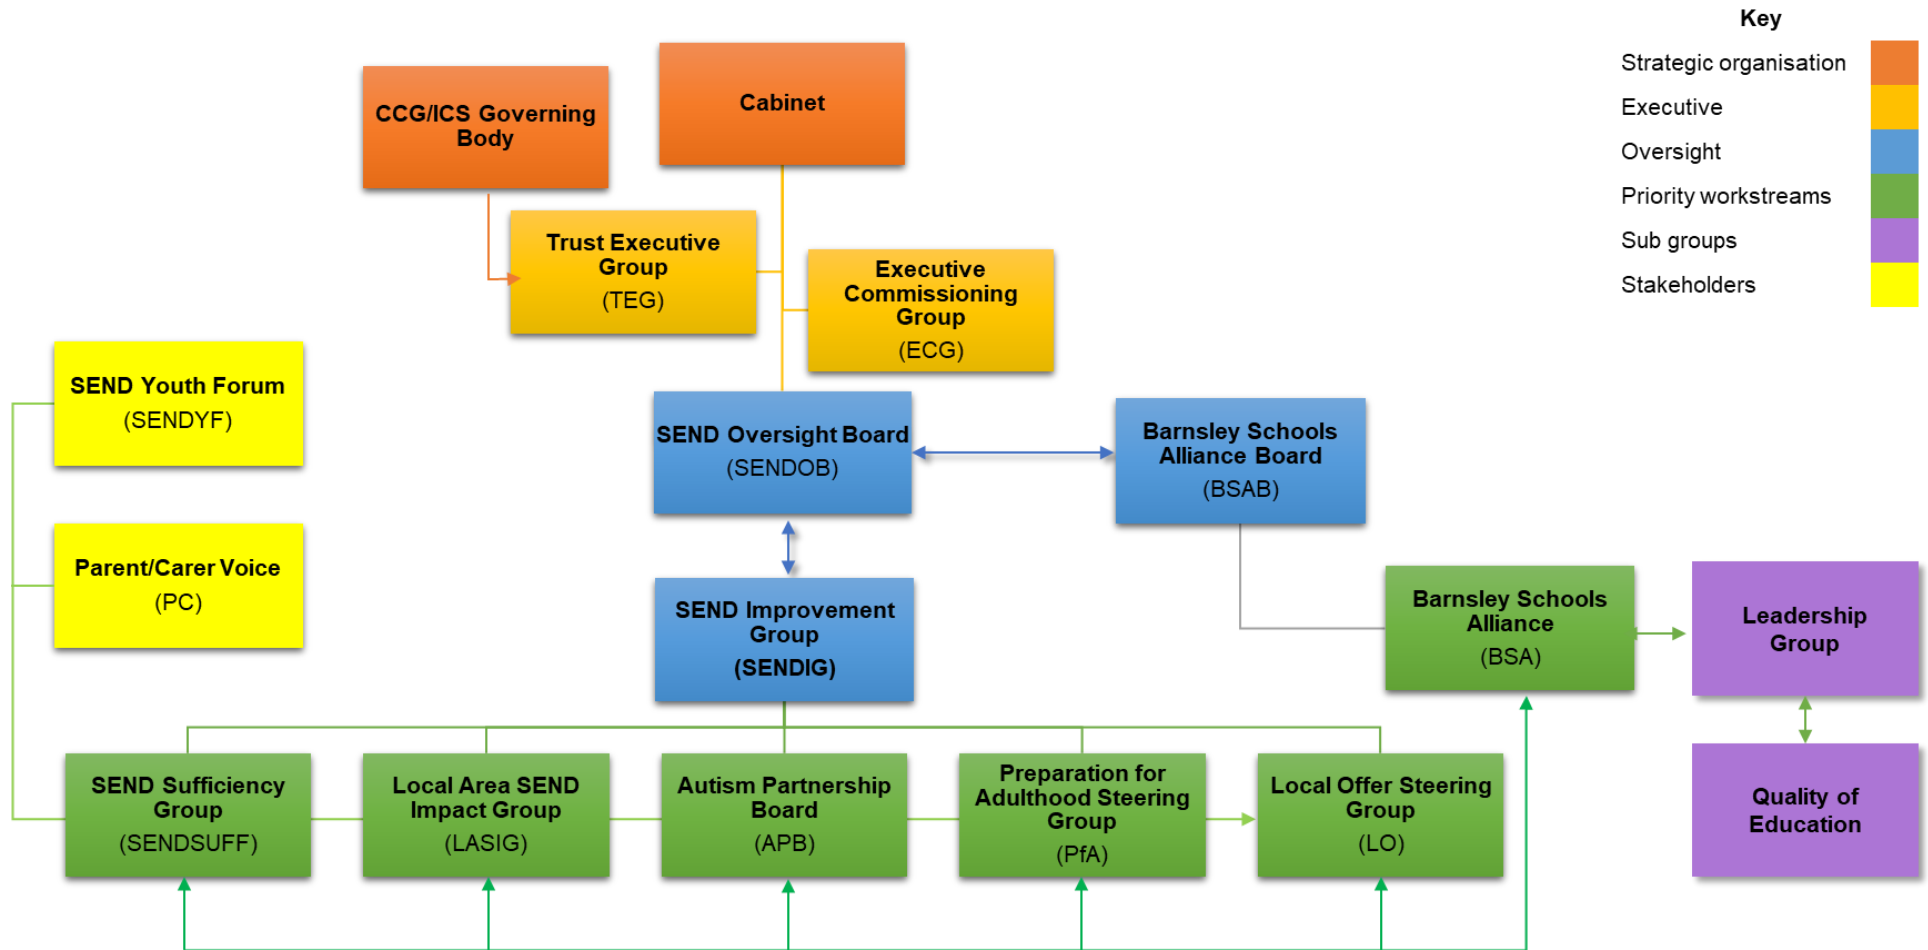 Key
Strategic organisation
Executive
Oversight
Priority workstreams
Sub groups
Stakeholders
CCG/ICS Governing
Body
Cabinet
Trust Executive
Group
(TEG)
Executive
Commissioning
Group
(ECG)
SEND Youth Forum
(SENDYF)
SEND Oversight Board
(SENDOB)
Barnsley Schools
Alliance Board
(BSAB)
Parent/Carer Voice
(PC)
SEND Improvement
Group
(SENDIG)
Barnsley Schools
Alliance
(BSA)
Leadership
Group
SEND Sufficiency
Group
(SENDSUFF)
Local Area SEND
Impact Group
(LASIG)
Autism Partnership
Board
(APB)
Preparation for
Adulthood Steering
Group
(PfA)
Local Offer Steering
Group
(LO)
Quality of
Education